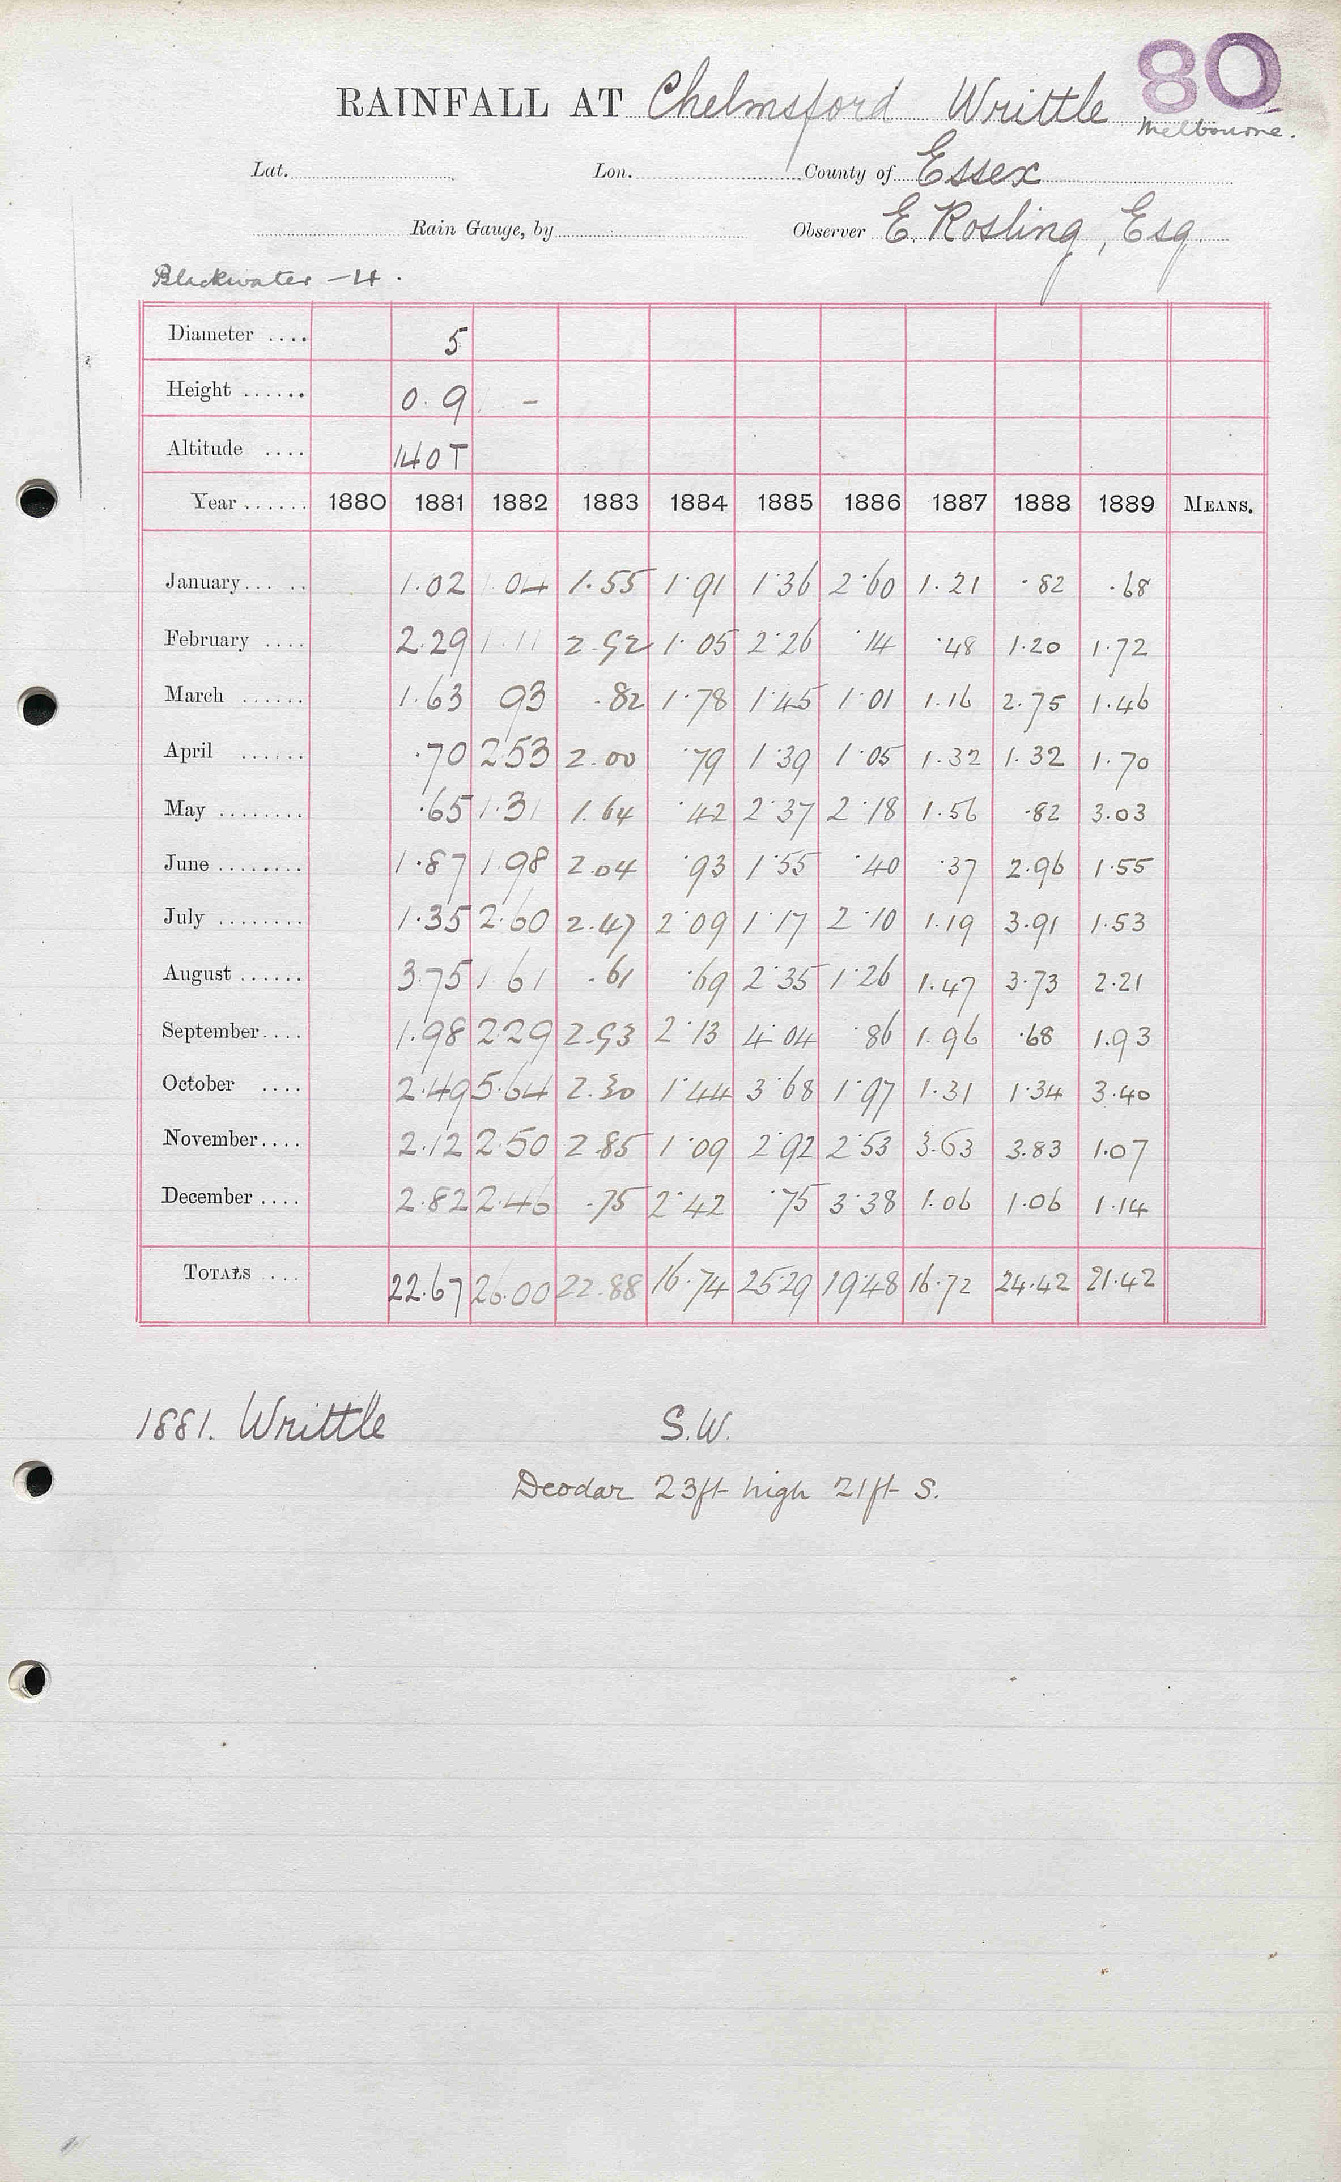 80
RAINFALL AT Chelmsford Writtle
Melbourne.
Lat. Lon. County of Essex
Rain Gauge, by Observer E. Rosling, Esq.
Blackwater -4.
Diameter .... 5
Height ...... 0.9 -
Altitude .... 140T
Year ...... 1880 1881 1882 1883 1884 1885 1886 1887 1888 1889 MEANS.
January ... .. 1.02 1.04 1.55 1.91 1.36 2.60 1.21 .82 .68
February .... 2.29 1.11 2.92 1.05 2.26 .14 .48 1.20 1.72
March ...... 1.63 93 .82 1.78 1.45 1.01 1.16 2.75 1.46
April ...... .70 2.53 2.00 .79 1.39 1.05 1.32 1.32 1.70
May ........ .65 1.31 1.64 .42 2.37 2.18 1.56 .82 3.03
June ........ 1.87 1.98 2.04 .93 1.55 .40 .37 2.96 1.55
July ........ 1.35 2.60 2.47 2.09 1.17 2.10 1.19 3.91 1.53
August ...... 3.75 1.61 .61 .69 2.35 1.26 1.47 3.73 2.21
September .... 1.98 2.29 2.93 2.13 4.04 .86 1.96 .68 1.93
October .... 2.49 5.64 2.30 1.44 3.68 1.97 1.31 1.34 3.40
November .... 2.12 2.50 2.85 1.09 2.92 2.53 3.63 3.83 1.07
December .... 2.82 2.46 .75 2.42 .75 3.38 1.06 1.06 1.14
TOTALS ... 22.67 26.00 22.88 16.74 25.29 19.48 16.72 24.42 21.42
1881. Writtle S.W.
Deodar 23ft high 21ft S.